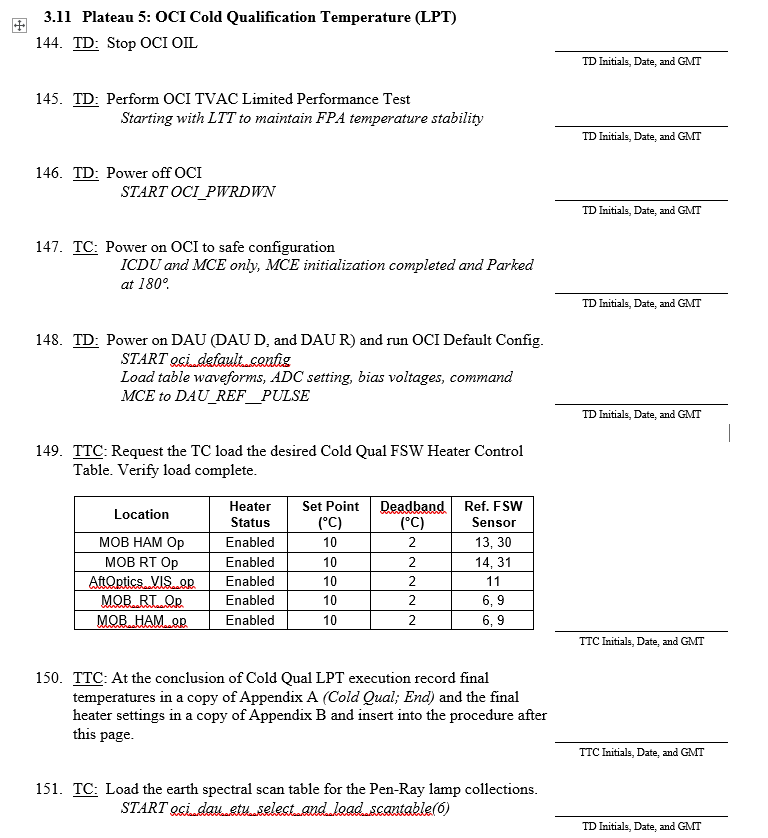 3.11 Plateau 5: OCI Cold Qualification Temperature (LPT)
144. TD: Stop OCI OIL
TD Initials, Date, and GMT
145. TD: Perform OCI TVAC Limited Performance Test
Starting with LTT to maintain FPA temperature stability
TD Initials, Date, and GMT
146. TD: Power off OCI
START OCI_PWRDWN
TD Initials, Date, and GMT
147. TC: Power on OCI to safe configuration
ICDU and MCE only, MCE initialization completed and Parked
at 180°.
TD Initials, Date, and GMT
148. TD: Power on DAU (DAU D, and DAU R) and run OCI Default Config.
START oci_default_config
Load table waveforms, ADC setting, bias voltages, command
MCE to DAU_REF__PULSE
TD Initials, Date, and GMT
149. TTC: Request the TC load the desired Cold Qual FSW Heater Control
Table. Verify load complete.
Location Heater Status Set Point (°C) Deadband (°C) Ref. FSW Sensor
MOB HAM Op Enabled 10 2 13, 30
MOB RT Op Enabled 10 2 14, 31
AftOptics_VIS_op Enabled 10 2 11
MOB_RT_Op Enabled 10 2 6, 9
MOB_HAM_op Enabled 10 2 6, 9
TTC Initials, Date, and GMT
150. TTC: At the conclusion of Cold Qual LPT execution record final
temperatures in a copy of Appendix A (Cold Qual; End) and the final
heater settings in a copy of Appendix B and insert into the procedure after
this page.
TTC Initials, Date, and GMT
151. TC: Load the earth spectral scan table for the Pen-Ray lamp collections.
START oci_dau_etu_select_and_load_scantable(6)
TD Initials, Date, and GMT